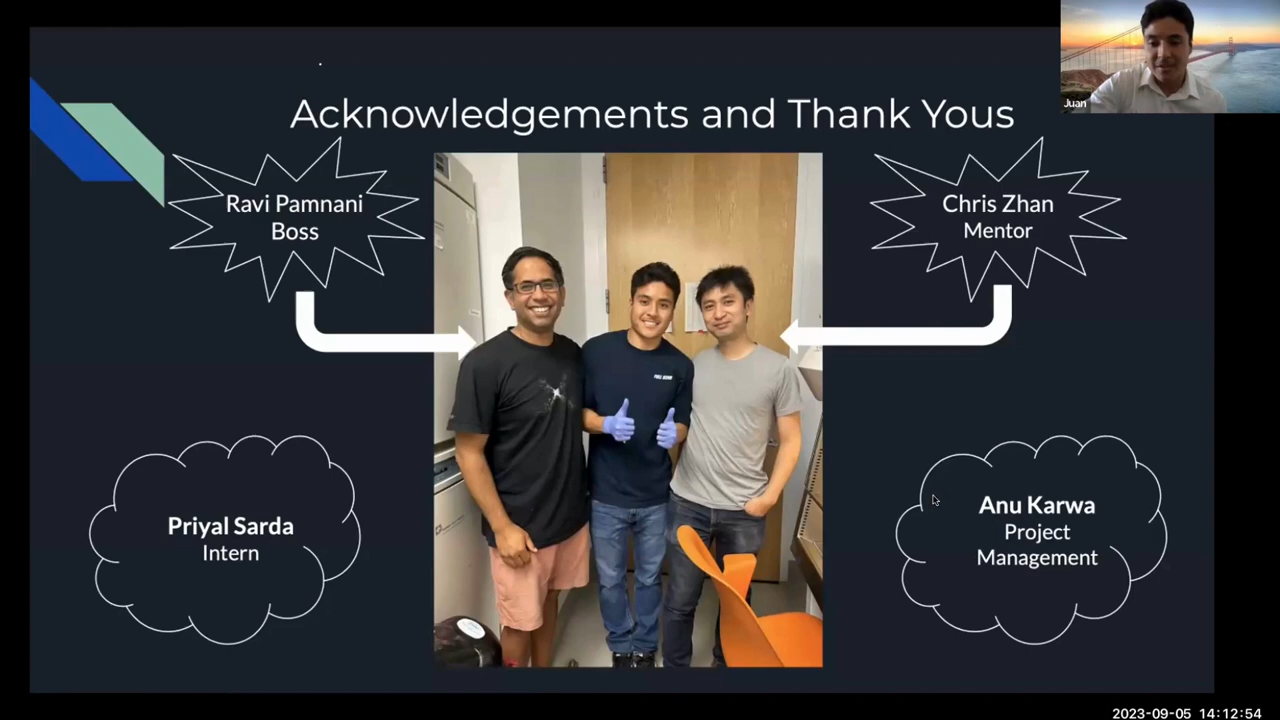 Acknowledgements and Thank Yous
Juan
Ravi Pamnani
Boss
Chris Zhan
Mentor
Priyal Sarda
Intern
Anu Karwa
Project
Management
2023-09-05 14:12:54